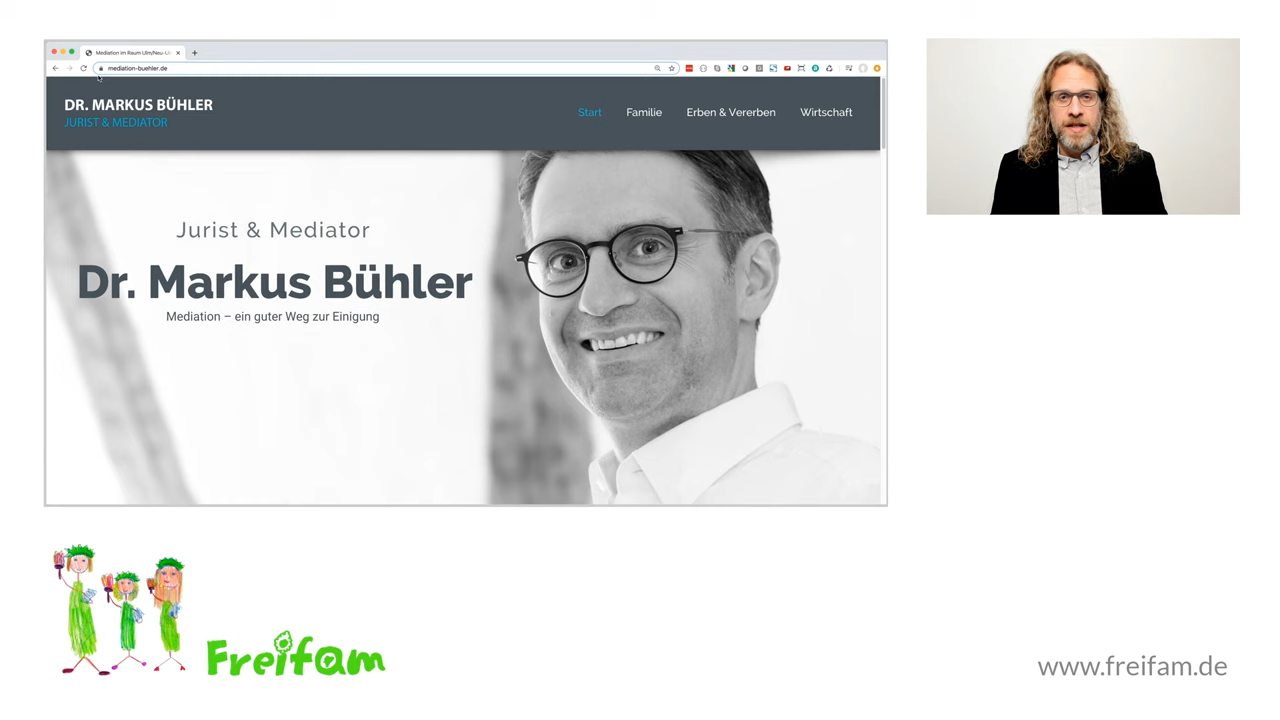 Mediation im Raum Ulm/Neu-Ul
mediation-buehler.de
DR. MARKUS BÜHLER
JURIST & MEDIATOR
Start Familie Erben & Vererben Wirtschaft
Jurist & Mediator
Dr. Markus Bühler
Mediation – ein guter Weg zur Einigung
Freifam
www.freifam.de